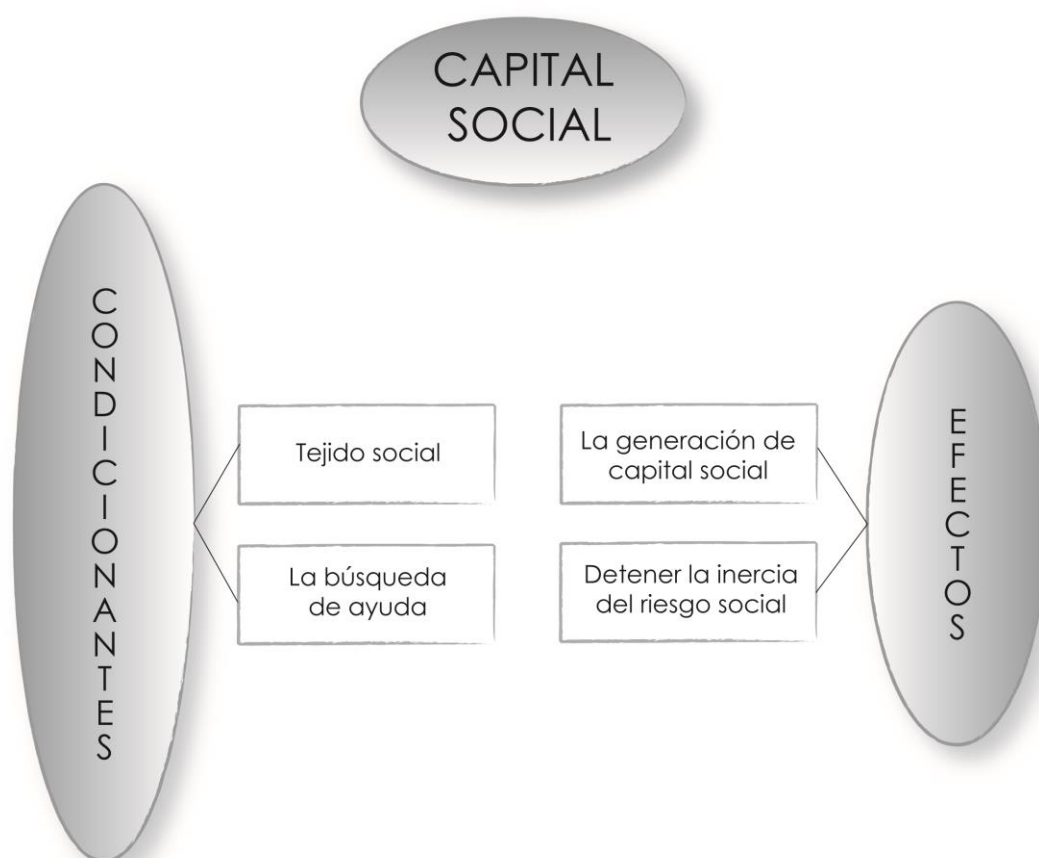 CAPITAL
SOCIAL
CONDICIONANTES
Tejido social
La búsqueda
de ayuda
La generación de
capital social
Detener la inercia
del riesgo social
EFECTOS